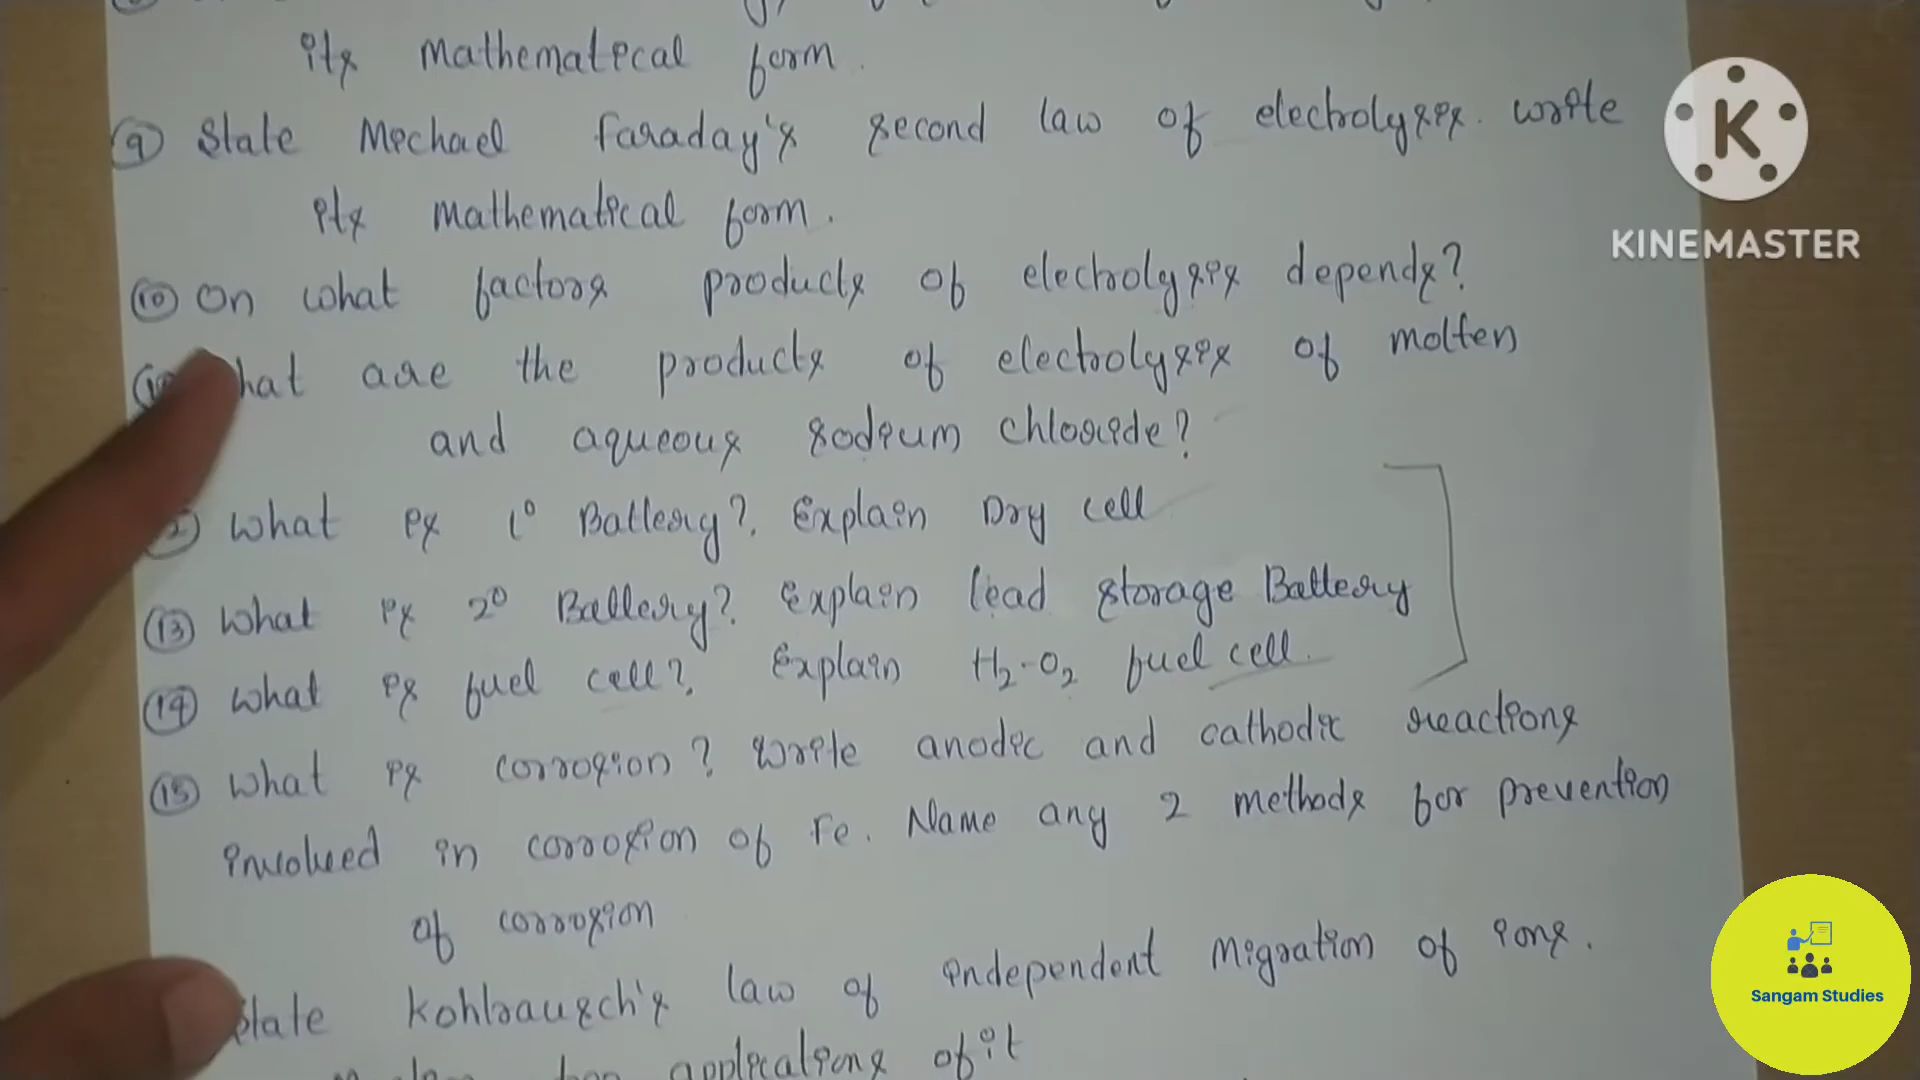 its Mathematical form.
⑨ State Michael Faraday's second law of electrolysis. write
its Mathematical form.
⑩ On what factors products of electrolysis depends?
What are the products of electrolysis of molten
and aqueous sodium chloride?
What is 1° Battery? Explain Dry cell
⑬ What is 2° Battery? Explain lead storage Battery
⑭ What is fuel cell? Explain H₂-O₂ fuel cell.
⑮ What is corrosion? Write anodic and cathodic reactions
involved in corrosion of Fe. Name any 2 methods for prevention
of corrosion
State Kohlrausch's law of independent Migration of ions.
applications of it
K
KINEMASTER
Sangam Studies